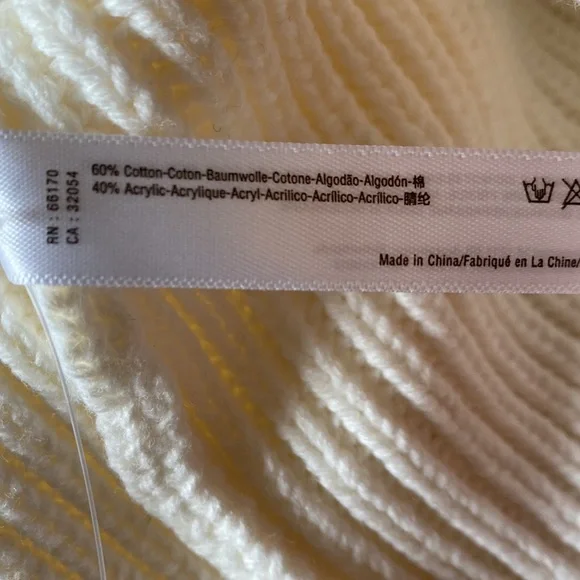 RN : 66170
CA : 32054
60% Cotton-Coton-Baumwolle-Cotone-Algodão-Algodón-棉
40% Acrylic-Acrylique-Acryl-Acrilico-Acrílico-Acrílico-腈纶
Made in China/Fabriqué en La Chine/